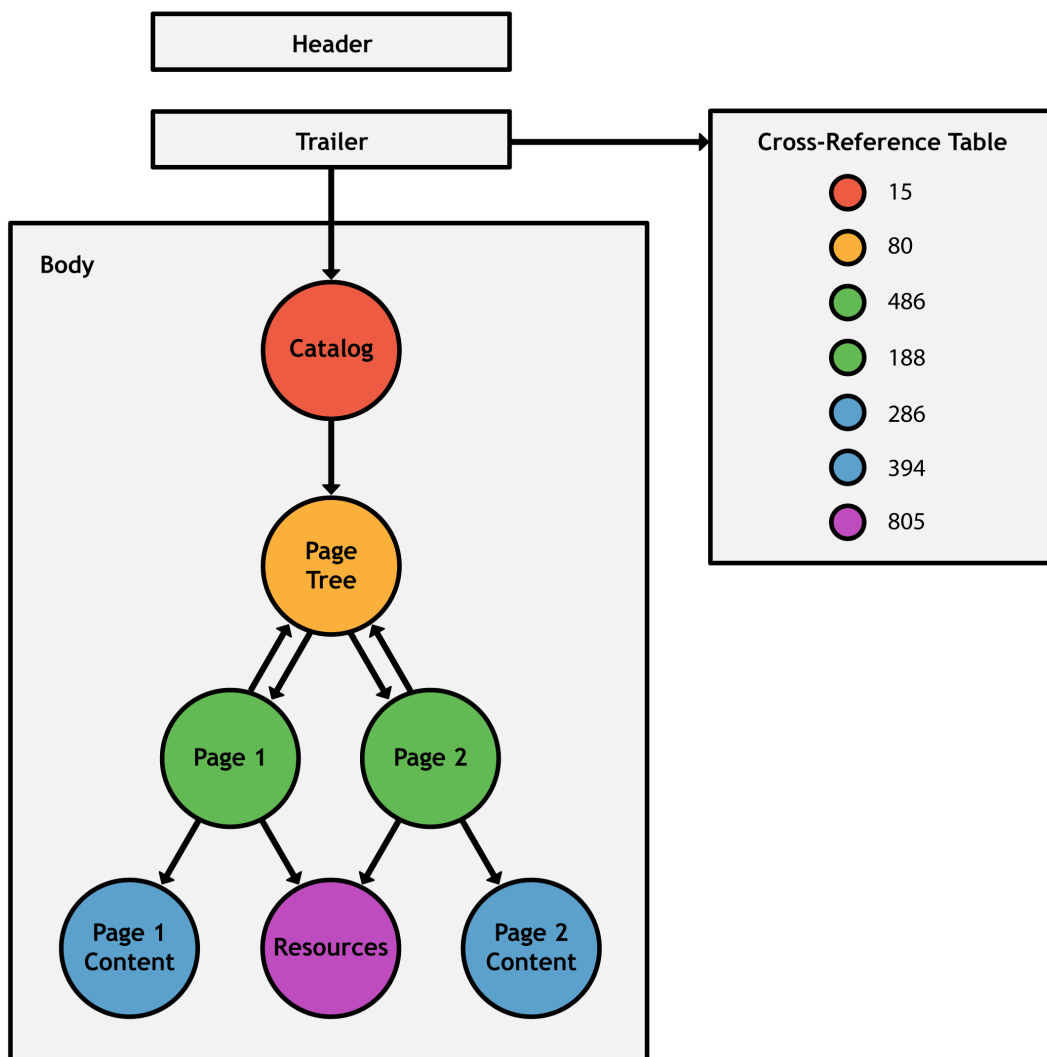 Header
Trailer
Cross-Reference Table
15
80
486
188
286
394
805
Body
Catalog
Page
Tree
Page 1
Page 2
Page 1
Content
Resources
Page 2
Content